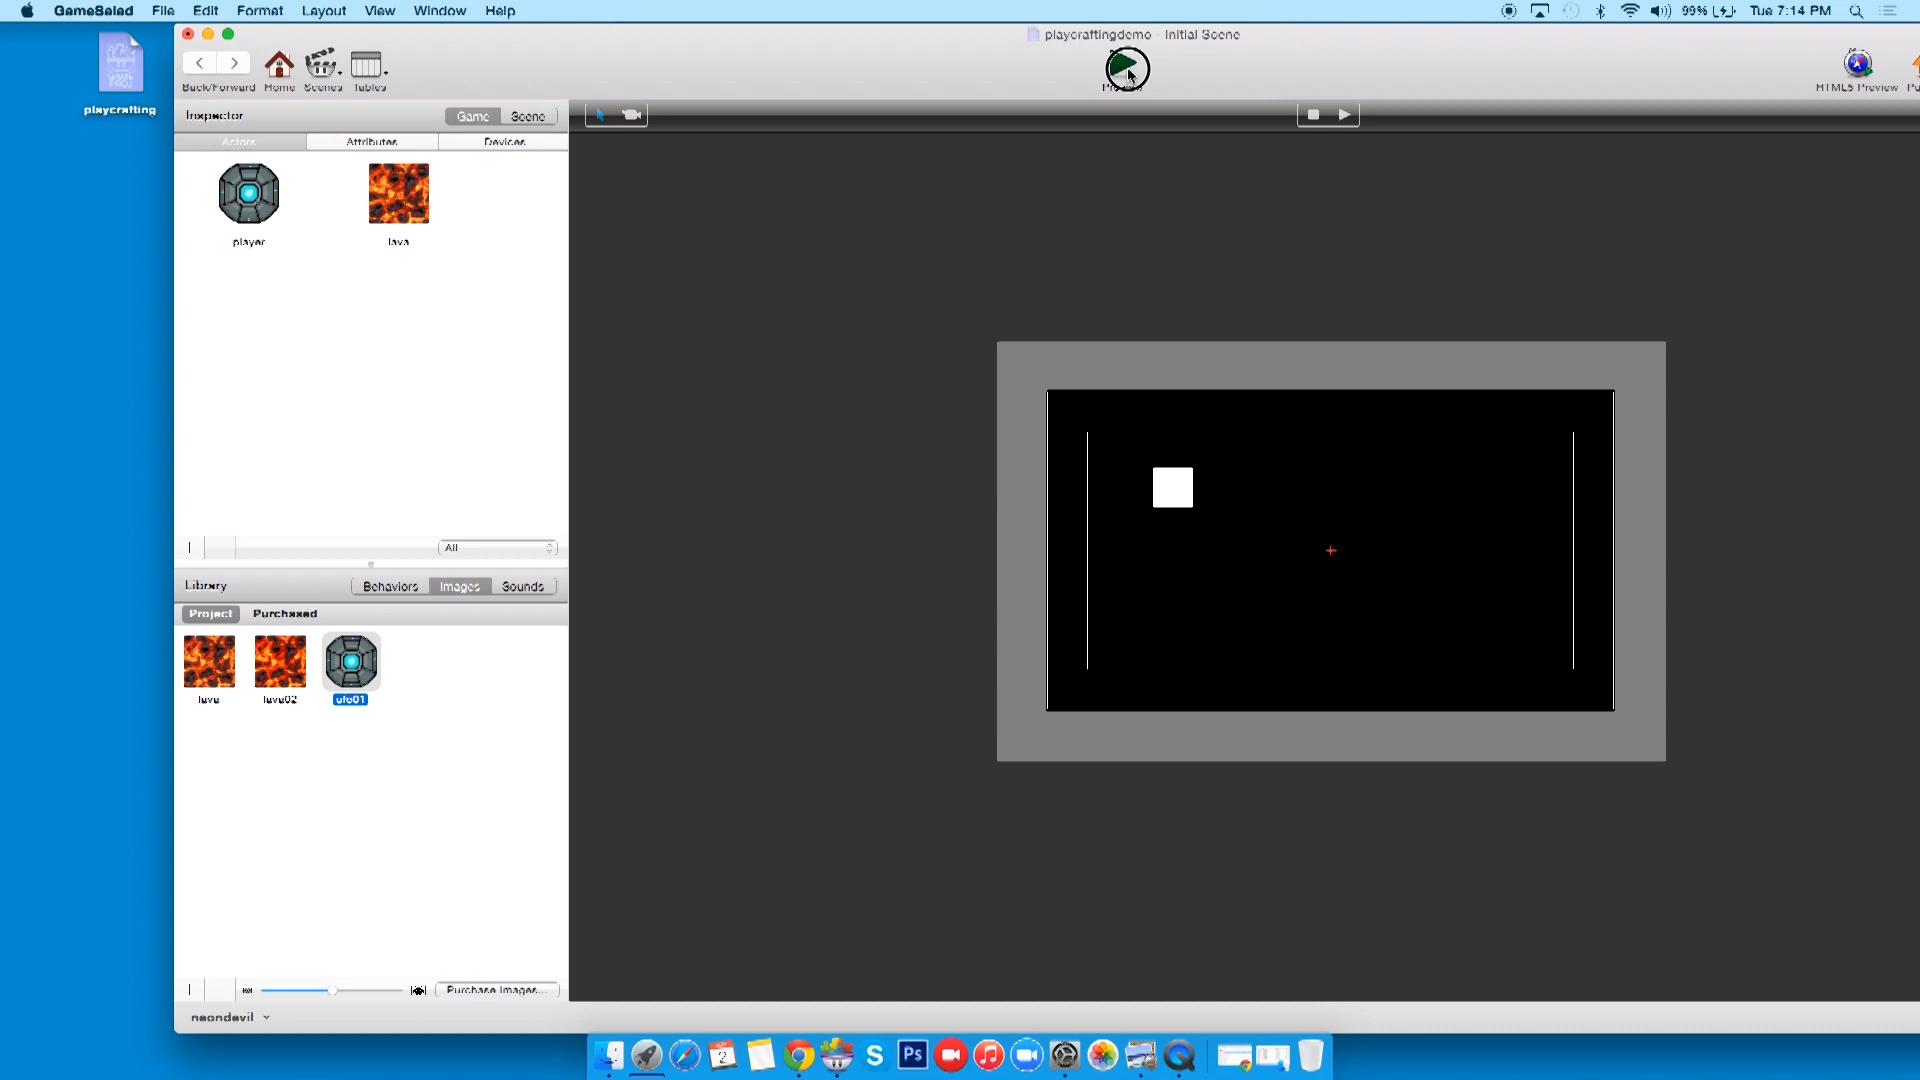 GameSalad File Edit Format Layout View Window Help 99% Tue 7:14 PM
playcraftingdemo - Initial Scene
Back/Forward Home Scenes Tables HTML5 Preview
playcrafting
Inspector Game Scene
Actors Attributes Devices
player lava
All
Library Behaviors Images Sounds
Project Purchased
lava lava02 ufo01
Purchase Images...
neondevil
2 S Ps